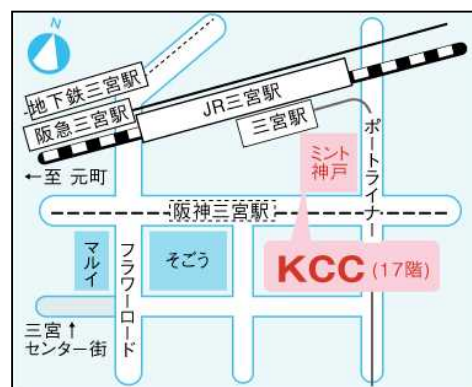 N
地下鉄三宮駅
阪急三宮駅
JR三宮駅
三宮駅
ポートライナー
ミント
神戸
←至 元町
阪神三宮駅
マルイ
フラワーロード
そごう
KCC (17階)
三宮↑
センター街